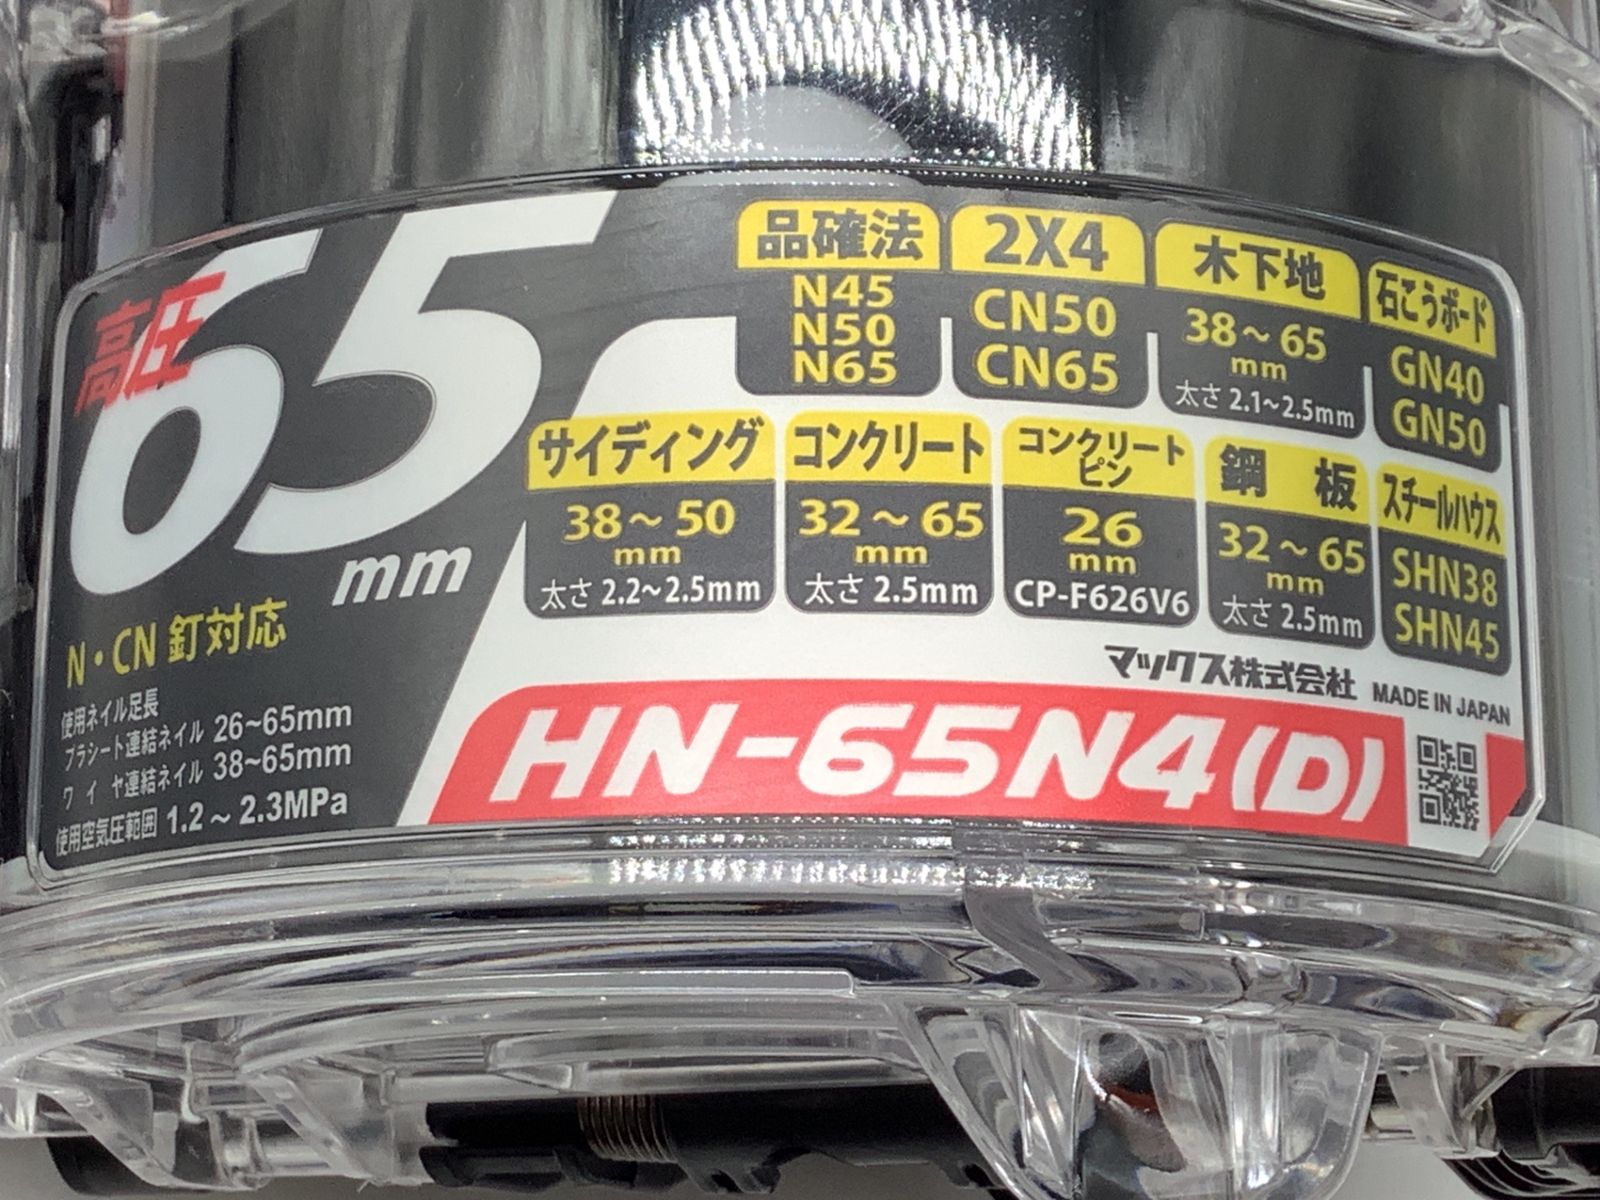 高圧
65
mm
N・CN 釘対応
使用ネイル足長
プラシート連結ネイル 26~65mm
ワイヤ連結ネイル 38~65mm
使用空気圧範囲 1.2～2.3MPa
品確法
N45
N50
N65
2X4
CN50
CN65
木下地
38～65
mm
太さ 2.1~2.5mm
石こうボード
GN40
GN50
サイディング
38～50
mm
太さ 2.2~2.5mm
コンクリート
32～65
mm
太さ 2.5mm
コンクリート
ピン
26
mm
CP-F626V6
鋼 板
32～65
mm
太さ 2.5mm
スチールハウス
SHN38
SHN45
マックス株式会社 MADE IN JAPAN
HN-65N4(D)